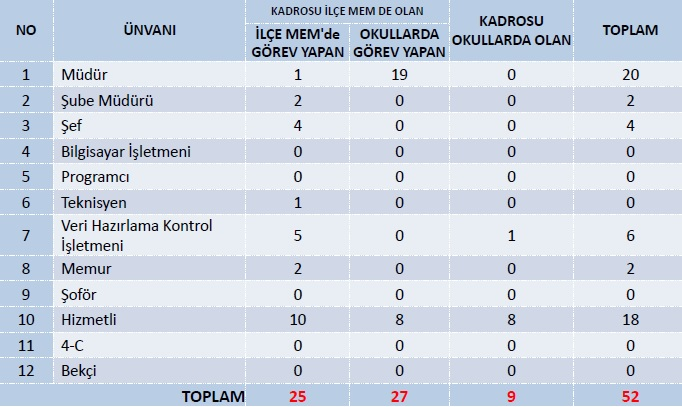 NO ÜNVANI KADROSU İLÇE MEM DE OLAN KADROSU OKULLARDA OLAN TOPLAM
İLÇE MEM'de GÖREV YAPAN OKULLARDA GÖREV YAPAN
1 Müdür 1 19 0 20
2 Şube Müdürü 2 0 0 2
3 Şef 4 0 0 4
4 Bilgisayar İşletmeni 0 0 0 0
5 Programcı 0 0 0 0
6 Teknisyen 1 0 0 0
7 Veri Hazırlama Kontrol İşletmeni 5 0 1 6
8 Memur 2 0 0 2
9 Şoför 0 0 0 0
10 Hizmetli 10 8 8 18
11 4-C 0 0 0 0
12 Bekçi 0 0 0 0
TOPLAM 25 27 9 52